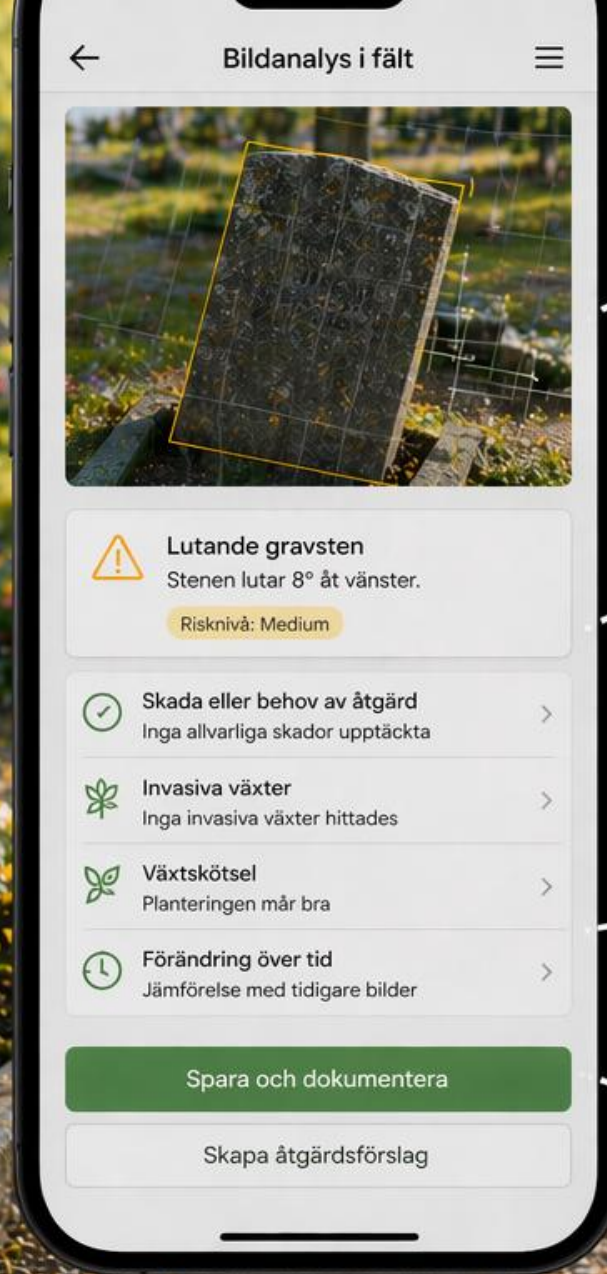 Bildanalys i fält
Lutande gravsten
Stenen lutar 8° åt vänster.
Risknivå: Medium
Skada eller behov av åtgärd
Inga allvarliga skador upptäckta
Invasiva växter
Inga invasiva växter hittades
Växtskötsel
Planteringen mår bra
Förändring över tid
Jämförelse med tidigare bilder
Spara och dokumentera
Skapa åtgärdsförslag